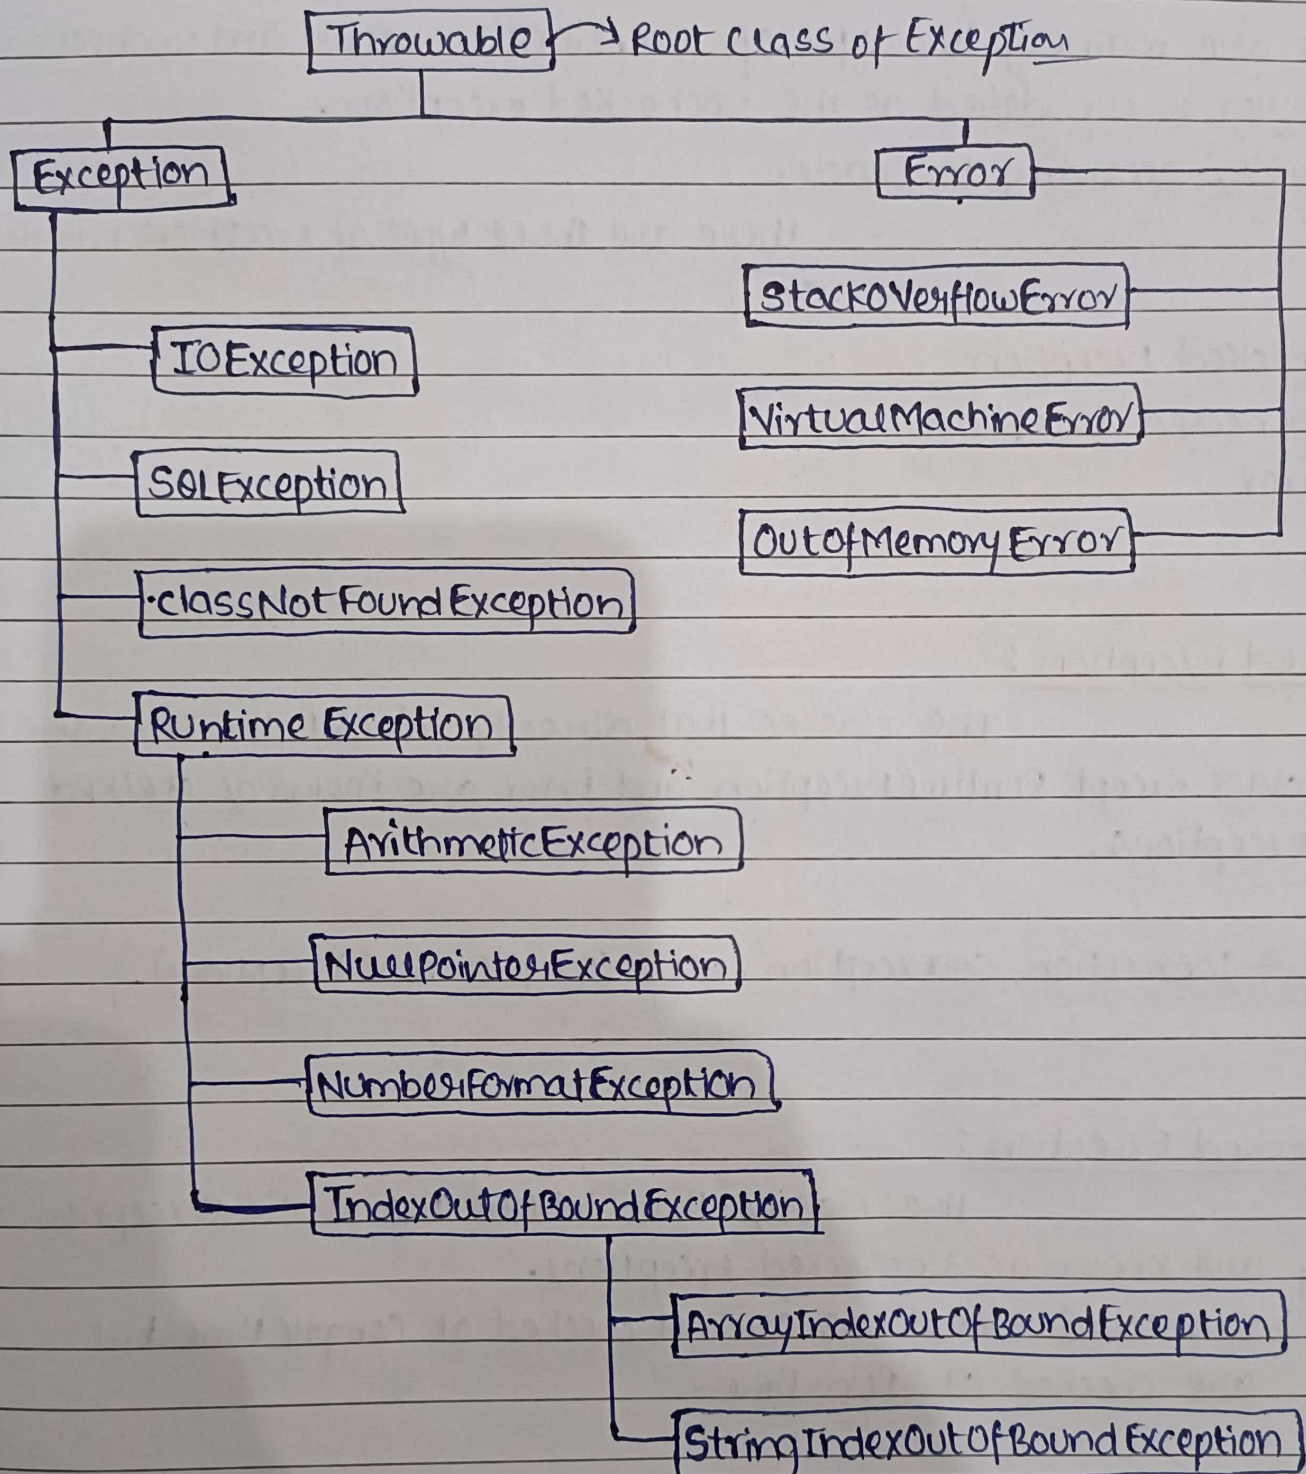 Throwable → Root class of Exception
Exception
Error
StackOverflowError
IOException
VirtualMachineError
SQLException
OutOfMemoryError
classNotFoundException
Runtime Exception
ArithmeticException
NullPointerException
NumberFormatException
IndexOutOfBoundException
ArrayIndexOutOfBoundException
StringIndexOutOfBoundException